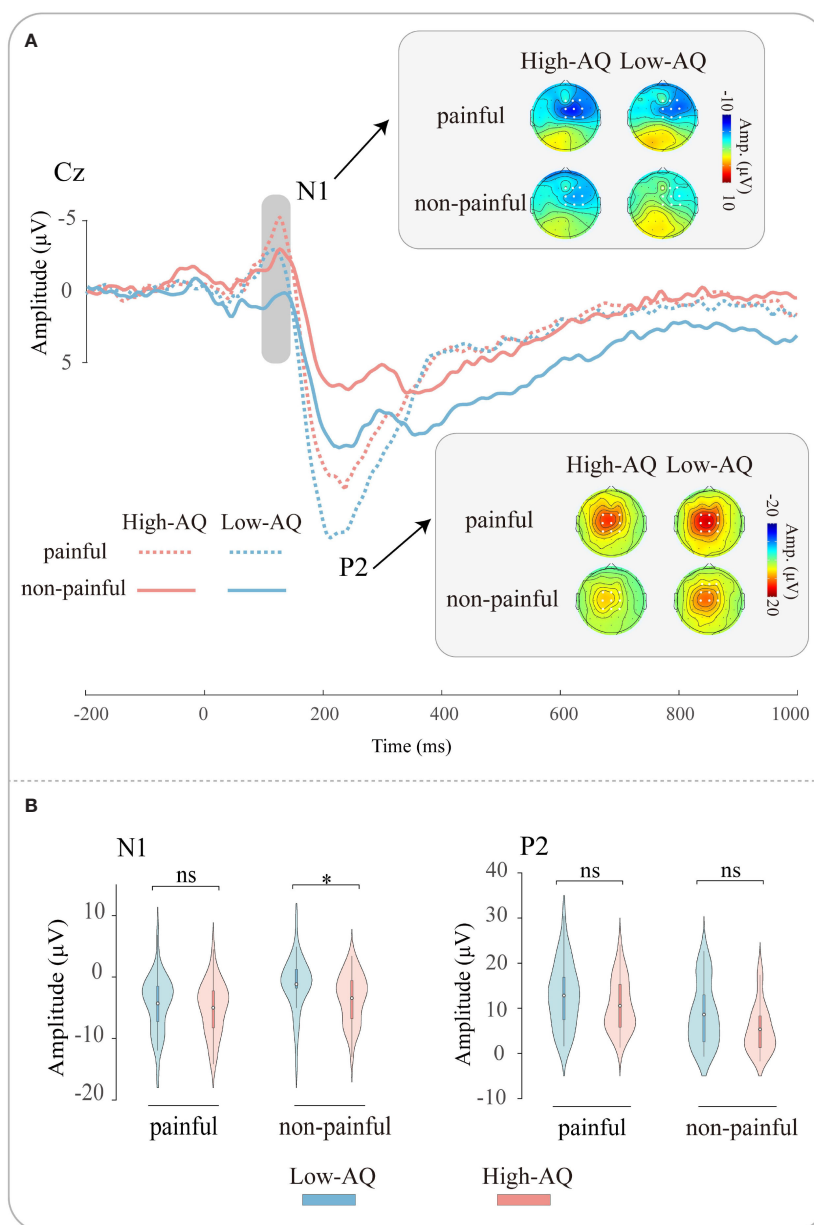 A
High-AQ Low-AQ
painful
non-painful
-10
Amp. (μV)
10
N1
Cz
-5
0
5
Amplitude (μV)
High-AQ Low-AQ
painful
non-painful
P2
High-AQ Low-AQ
painful
non-painful
-20
Amp. (μV)
20
-200 0 200 400 600 800 1000
Time (ms)
B
N1
ns
*
10
0
-10
-20
Amplitude (μV)
painful non-painful
P2
ns ns
40
30
20
10
0
-10
Amplitude (μV)
painful non-painful
Low-AQ High-AQ